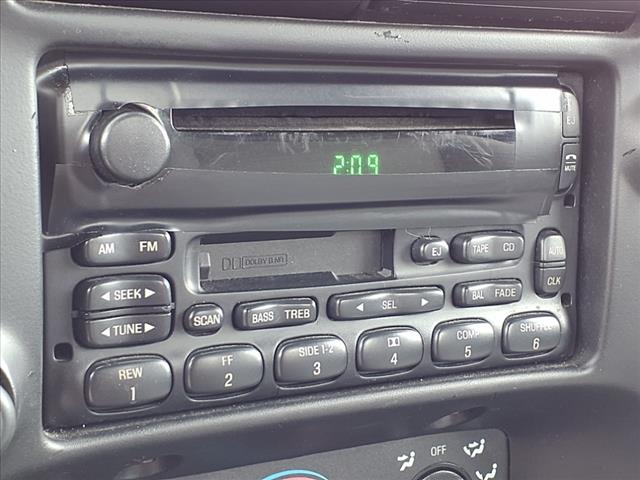 EJ
2:09
MUTE
AM FM
DOLBY B NR
EJ
TAPE CD
AUTO
SEEK
BAL FADE
CLK
TUNE
SCAN
BASS TREB
SEL
REW
1
FF
2
SIDE 1-2
3
4
COMP
5
SHUFFLE
6
OFF